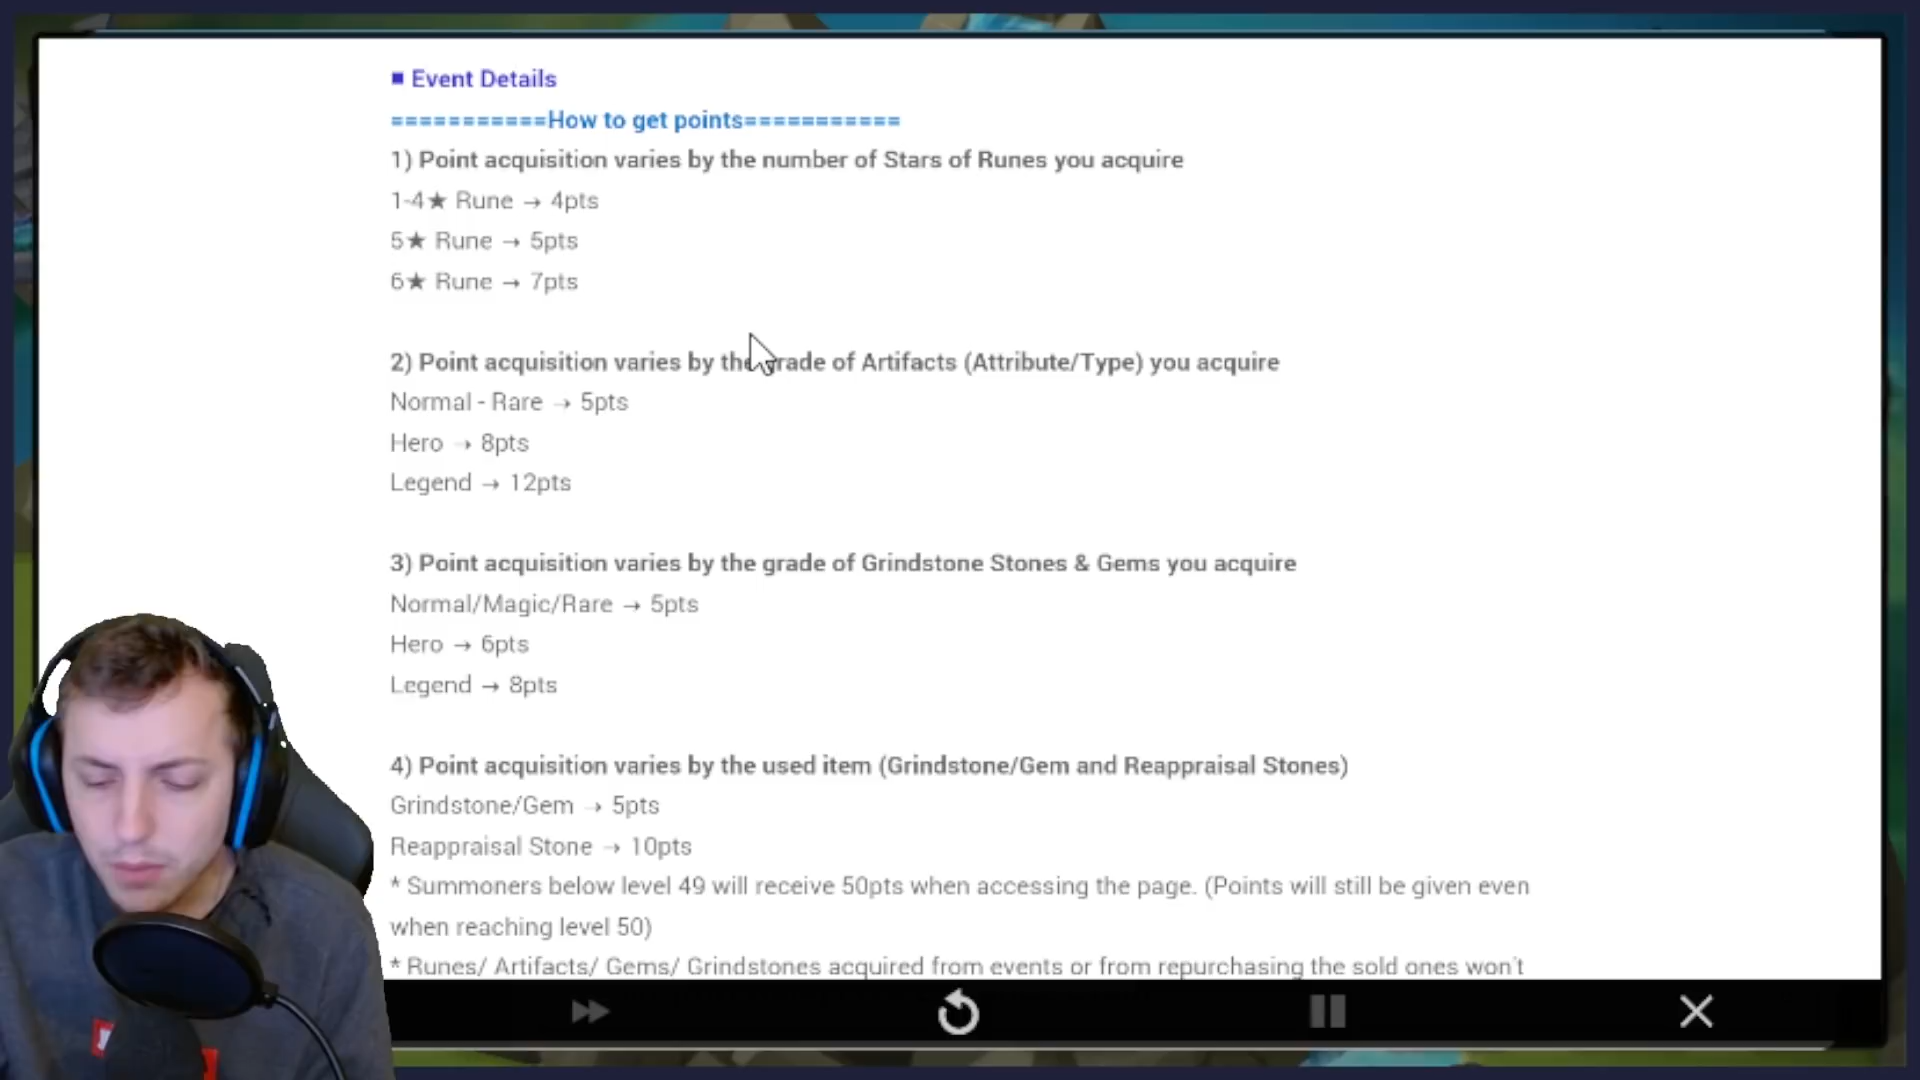 ■ Event Details
===========How to get points===========
1) Point acquisition varies by the number of Stars of Runes you acquire
1-4★ Rune → 4pts
5★ Rune → 5pts
6★ Rune → 7pts
2) Point acquisition varies by the grade of Artifacts (Attribute/Type) you acquire
Normal - Rare → 5pts
Hero → 8pts
Legend → 12pts
3) Point acquisition varies by the grade of Grindstone Stones & Gems you acquire
Normal/Magic/Rare → 5pts
Hero → 6pts
Legend → 8pts
4) Point acquisition varies by the used item (Grindstone/Gem and Reappraisal Stones)
Grindstone/Gem → 5pts
Reappraisal Stone → 10pts
* Summoners below level 49 will receive 50pts when accessing the page. (Points will still be given even
when reaching level 50)
* Runes/ Artifacts/ Gems/ Grindstones acquired from events or from repurchasing the sold ones won't